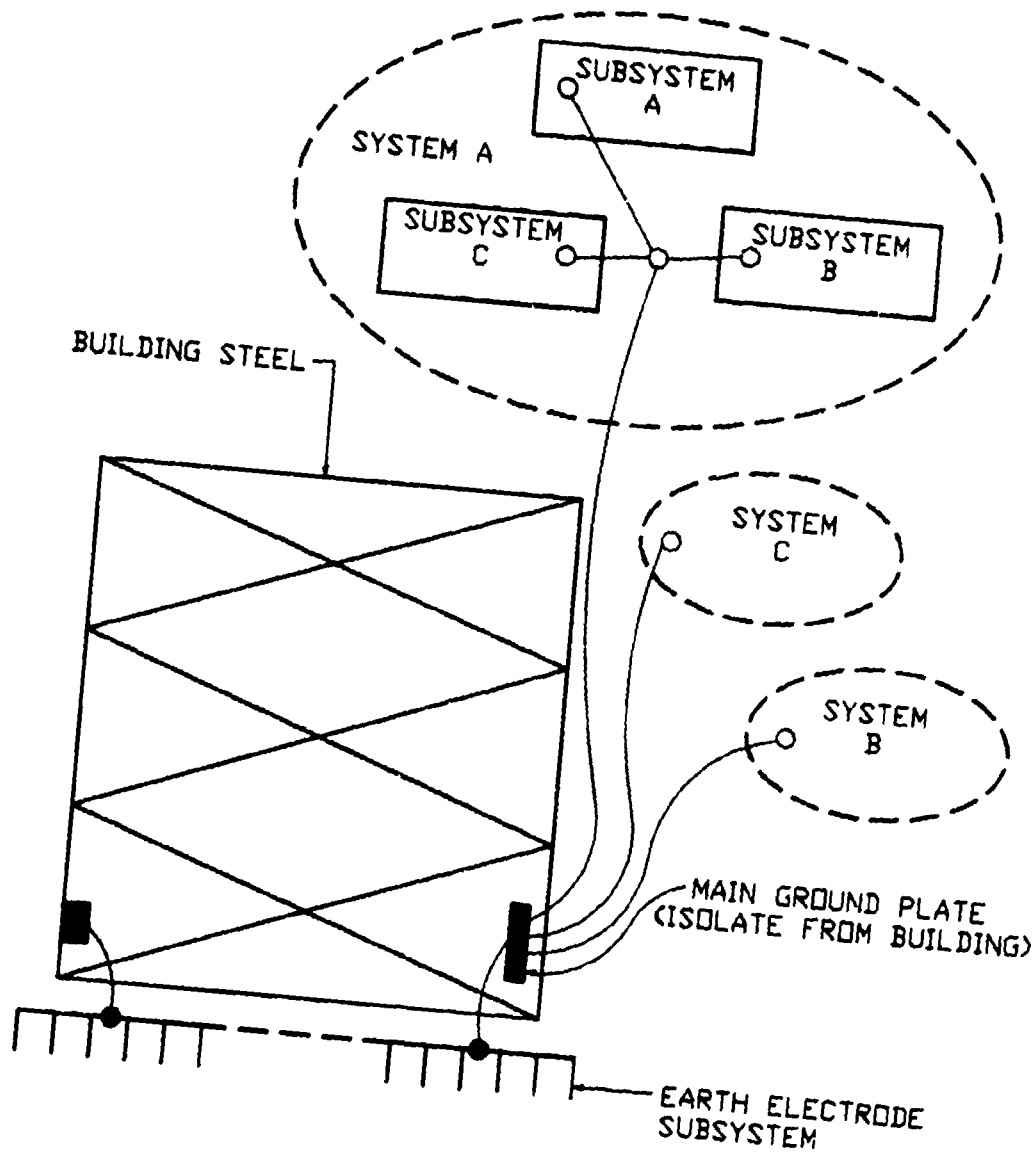 SUBSYSTEM
A
SYSTEM A
SUBSYSTEM
C
SUBSYSTEM
B
BUILDING STEEL
SYSTEM
C
SYSTEM
B
MAIN GROUND PLATE
(ISOLATE FROM BUILDING)
EARTH ELECTRODE
SUBSYSTEM